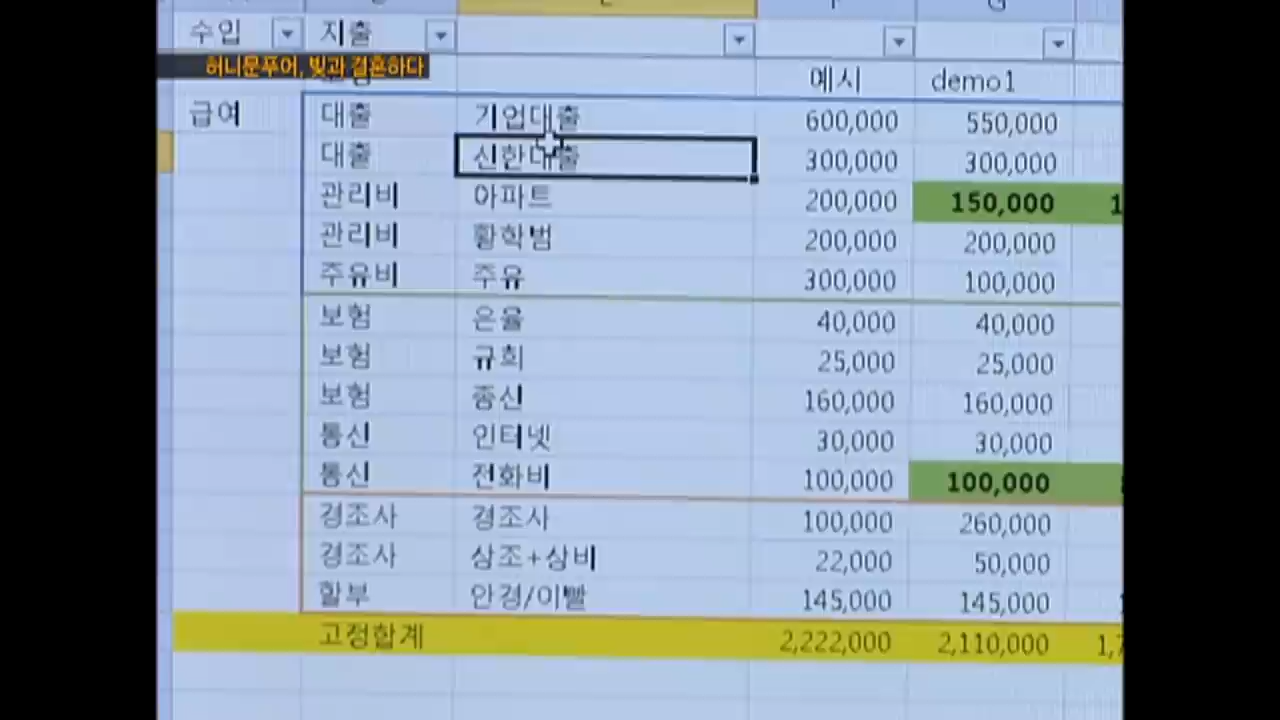 수입 지출
허니문푸어, 빚과 결혼하다
예시 demo1
급여 대출 기업대출 600,000 550,000
대출 신한대출 300,000 300,000
관리비 아파트 200,000 150,000
관리비 황학범 200,000 200,000
주유비 주유 300,000 100,000
보험 은율 40,000 40,000
보험 규희 25,000 25,000
보험 종신 160,000 160,000
통신 인터넷 30,000 30,000
통신 전화비 100,000 100,000
경조사 경조사 100,000 260,000
경조사 상조+상비 22,000 50,000
할부 안경/이빨 145,000 145,000
고정합계 2,222,000 2,110,000